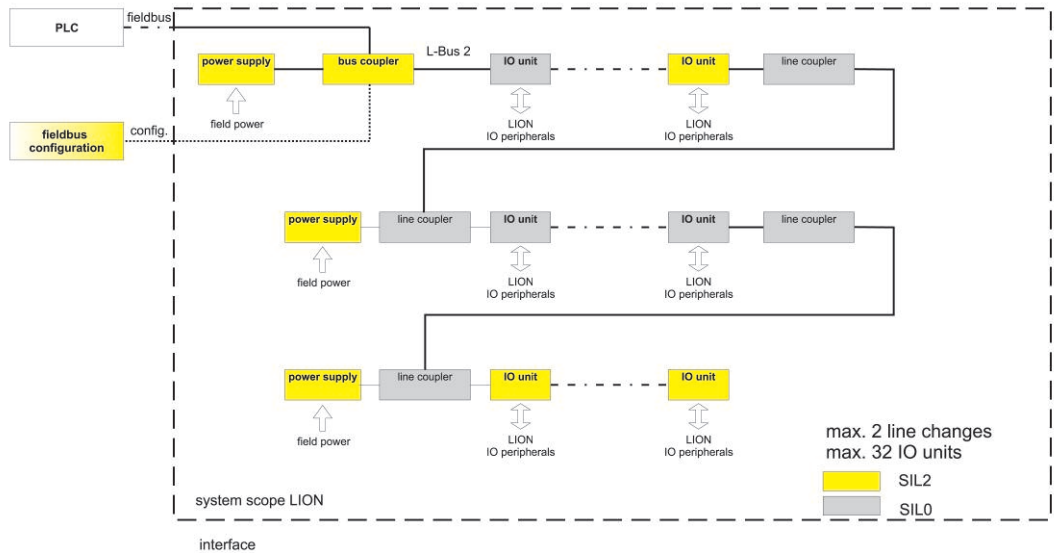 PLC
fieldbus
power supply
bus coupler
L-Bus 2
IO unit
IO unit
line coupler
field power
LION
IO peripherals
LION
IO peripherals
fieldbus
configuration
config.
power supply
line coupler
IO unit
IO unit
line coupler
field power
LION
IO peripherals
LION
IO peripherals
power supply
line coupler
IO unit
IO unit
field power
LION
IO peripherals
LION
IO peripherals
max. 2 line changes
max. 32 IO units
SIL2
SIL0
system scope LION
interface